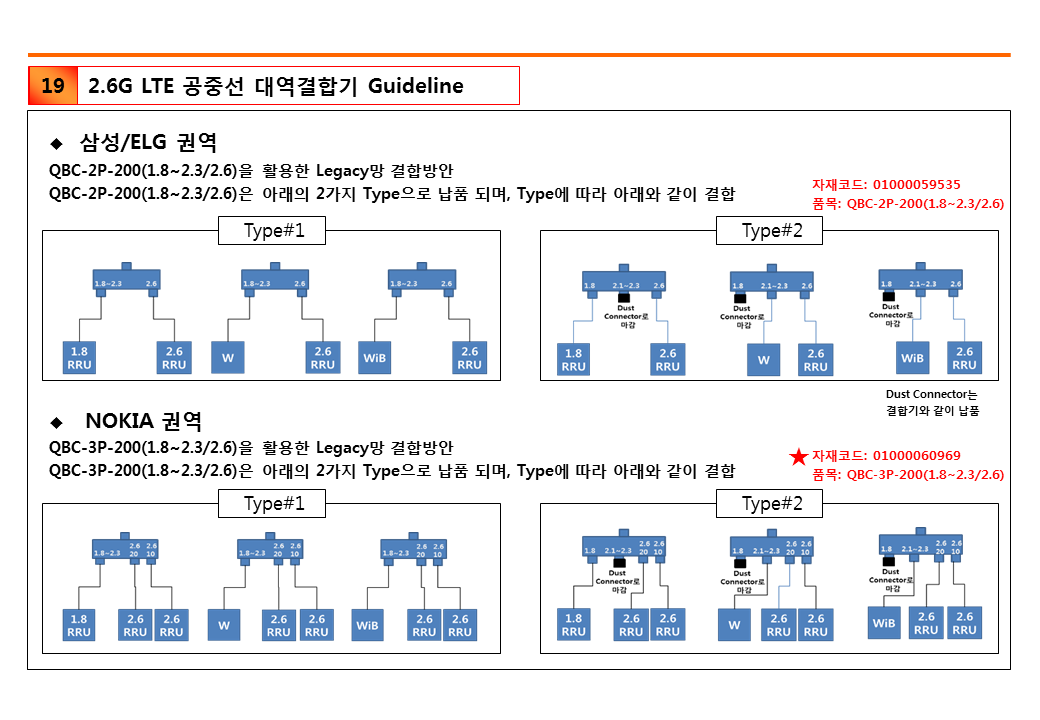 19 2.6G LTE 공중선 대역결합기 Guideline
◆ 삼성/ELG 권역
QBC-2P-200(1.8~2.3/2.6)을 활용한 Legacy망 결합방안
QBC-2P-200(1.8~2.3/2.6)은 아래의 2가지 Type으로 납품 되며, Type에 따라 아래와 같이 결합
자재코드: 01000059535
품목: QBC-2P-200(1.8~2.3/2.6)
Type#1
1.8~2.3 2.6
1.8 RRU
2.6 RRU
1.8~2.3 2.6
W
2.6 RRU
1.8~2.3 2.6
WiB
2.6 RRU
Type#2
1.8 2.1~2.3 2.6
Dust
Connector로
마감
1.8 RRU
2.6 RRU
1.8 2.1~2.3 2.6
Dust
Connector로
마감
W
2.6 RRU
1.8 2.1~2.3 2.6
Dust
Connector로
마감
WiB
2.6 RRU
Dust Connector는
결합기와 같이 납품
◆ NOKIA 권역
QBC-3P-200(1.8~2.3/2.6)을 활용한 Legacy망 결합방안
QBC-3P-200(1.8~2.3/2.6)은 아래의 2가지 Type으로 납품 되며, Type에 따라 아래와 같이 결합
★ 자재코드: 01000060969
품목: QBC-3P-200(1.8~2.3/2.6)
Type#1
1.8~2.3 2.6 20 2.6 10
1.8 RRU
2.6 RRU
2.6 RRU
1.8~2.3 2.6 20 2.6 10
W
2.6 RRU
2.6 RRU
1.8~2.3 2.6 20 2.6 10
WiB
2.6 RRU
2.6 RRU
Type#2
1.8 2.1~2.3 2.6 20 2.6 10
Dust
Connector로
마감
1.8 RRU
2.6 RRU
2.6 RRU
1.8 2.1~2.3 2.6 20 2.6 10
Dust
Connector로
마감
W
2.6 RRU
2.6 RRU
1.8 2.1~2.3 2.6 20 2.6 10
Dust
Connector로
마감
WiB
2.6 RRU
2.6 RRU